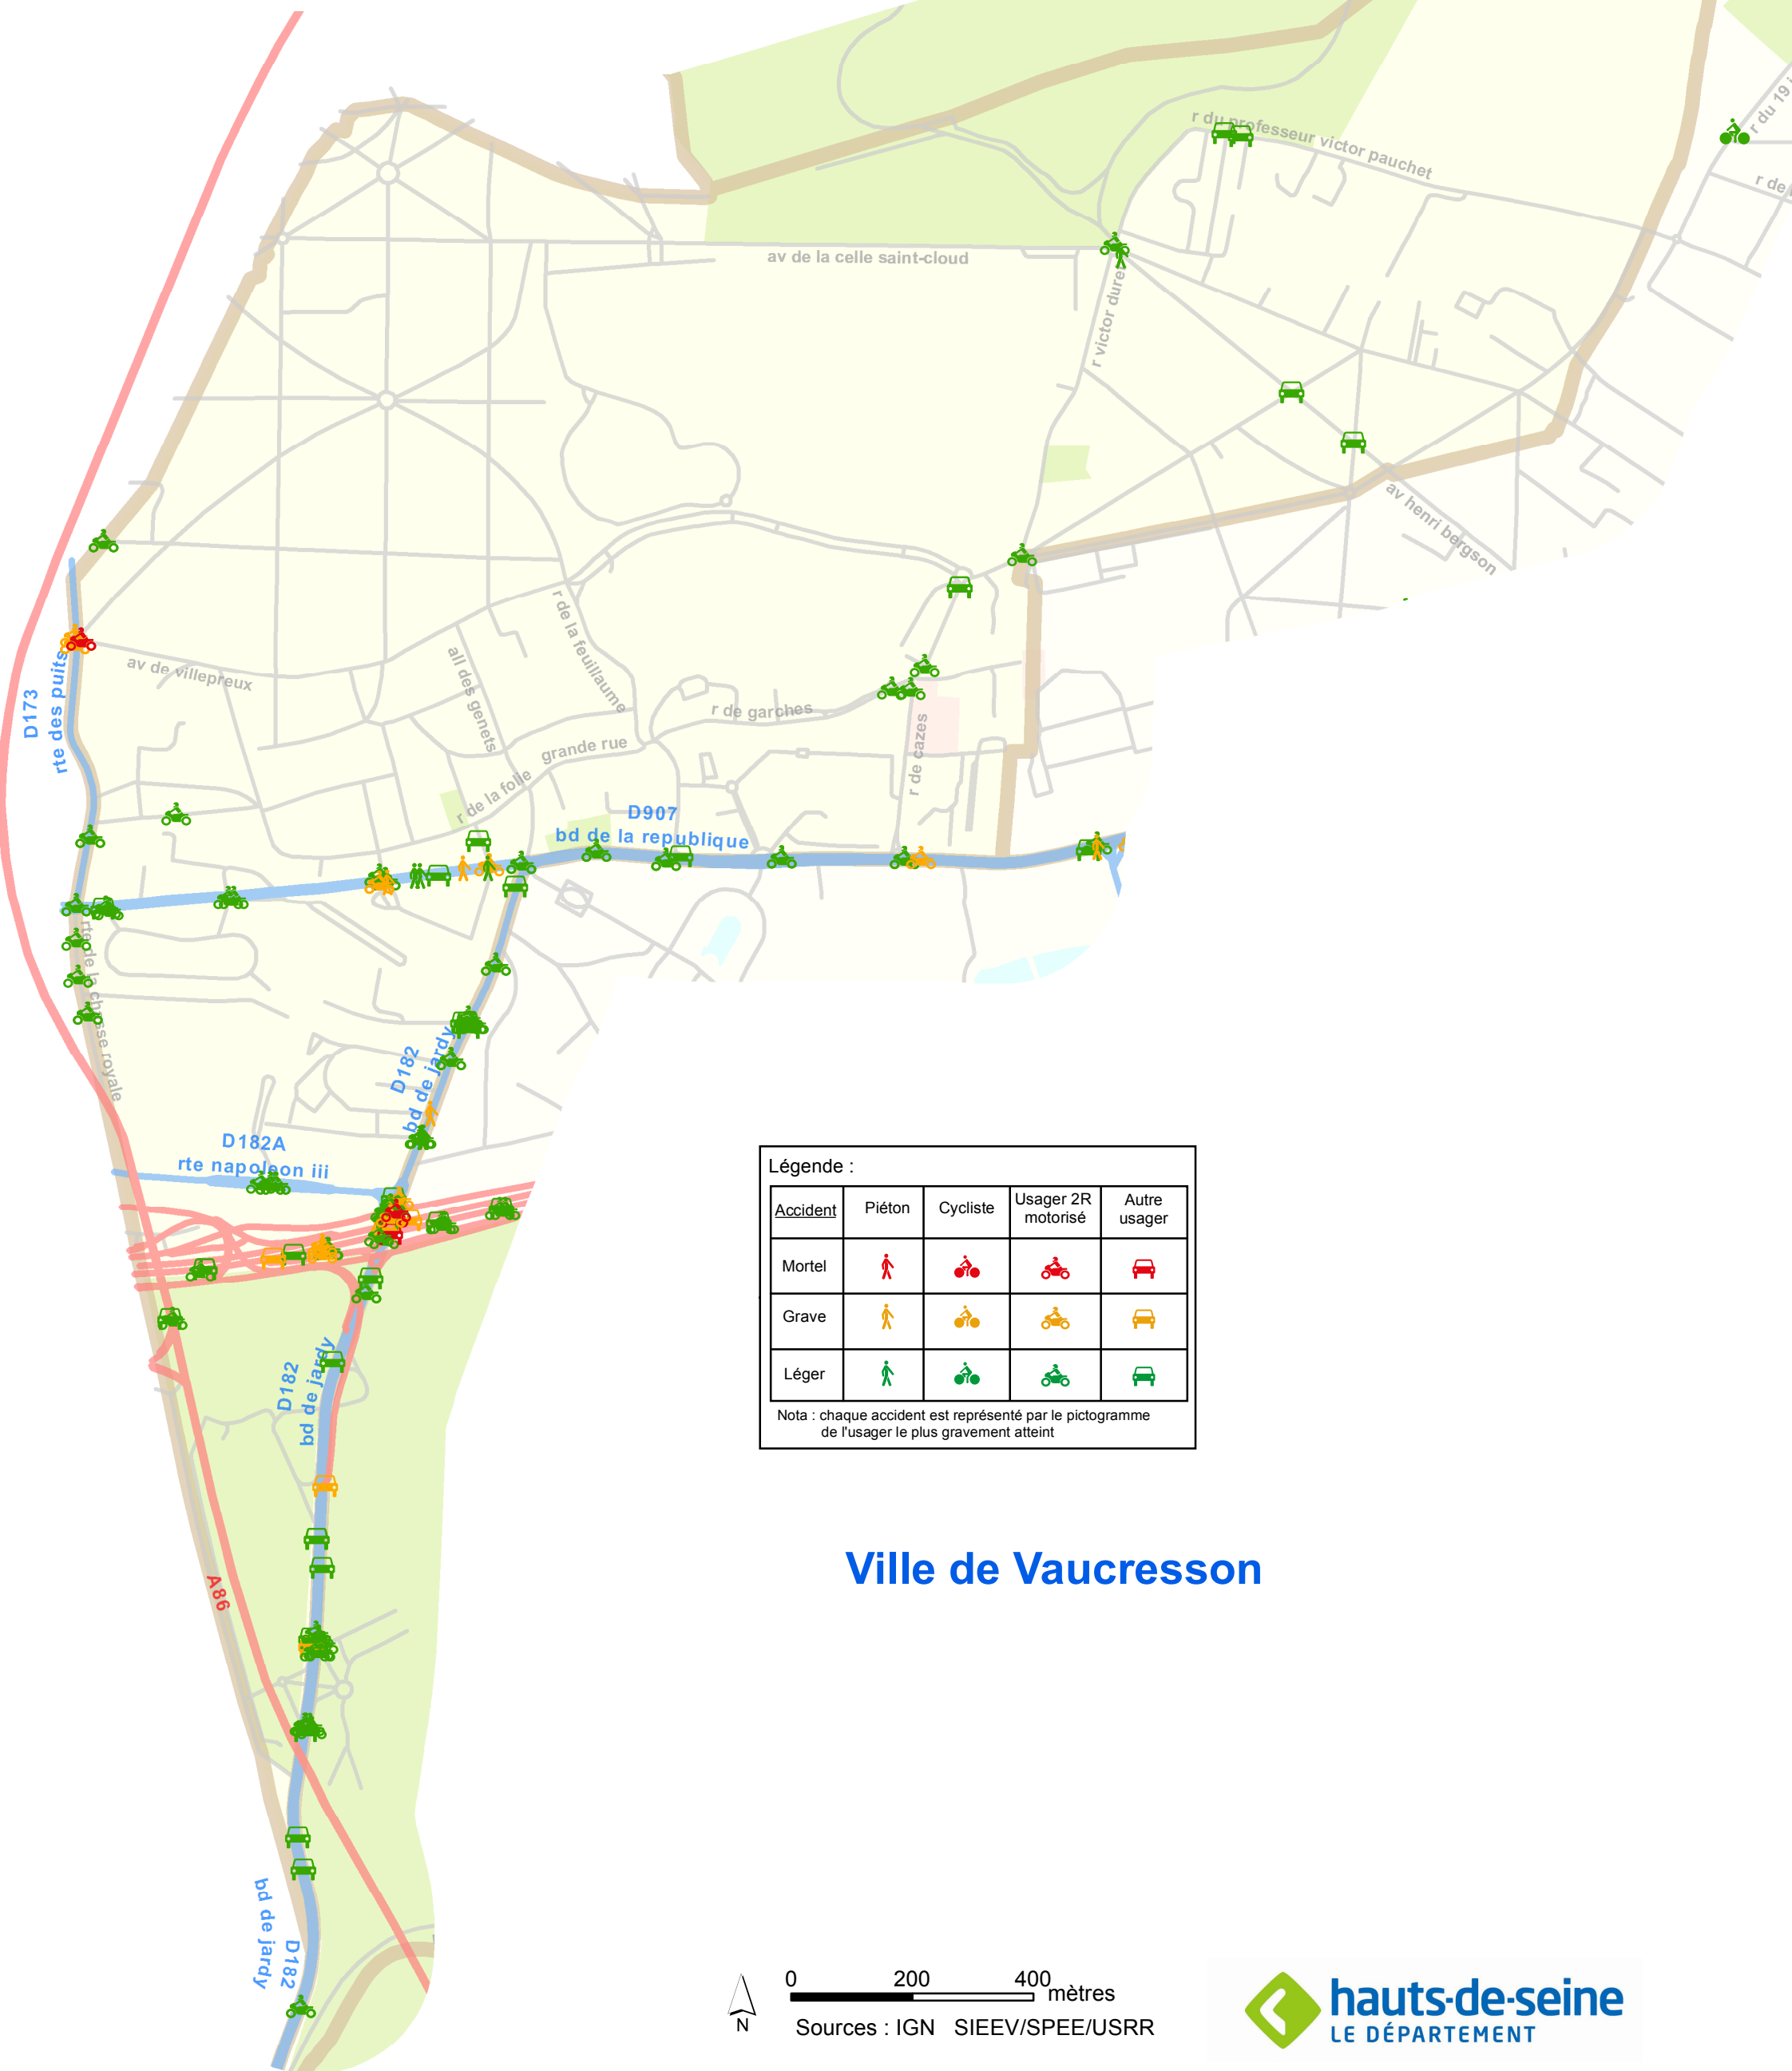 r du professeur victor pauchet
r du 19 j
r de
av de la celle saint-cloud
r victor dure
av henri bergson
r de la feuillaume
av de villepreux
all des genets
D173
rte des puits
r de garches
grande rue
r de cazes
r de la folie
D907
bd de la republique
rte de la chasse royale
D182
bd de jardy
D182A
rte napoleon iii
Légende :
Accident
Piéton
Cycliste
Usager 2R
motorisé
Autre
usager
Mortel
Grave
Léger
Nota : chaque accident est représenté par le pictogramme
de l'usager le plus gravement atteint
D182
bd de jardy
Ville de Vaucresson
A86
bd de jardy
D182
0 200 400
mètres
N
Sources : IGN SIEEV/SPEE/USRR
hauts-de-seine
LE DÉPARTEMENT